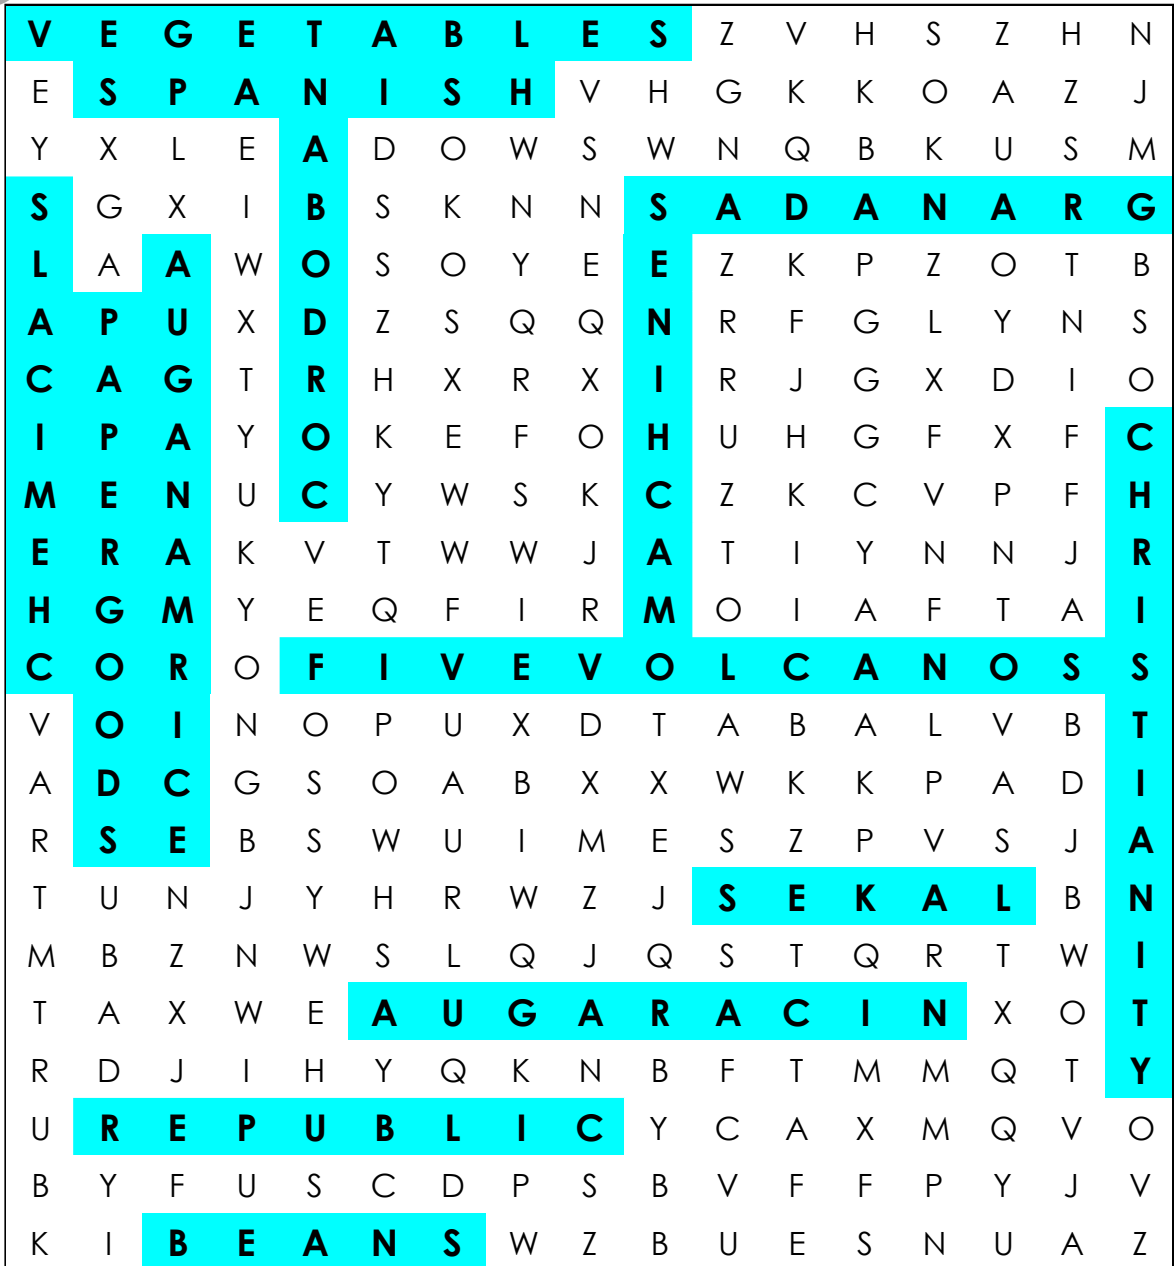 V E G E T A B L E S Z V H S Z H N
E S P A N I S H V H G K K O A Z J
Y X L E A D O W S W N Q B K U S M
S G X I B S K N N S A D A N A R G
L A A W O S O Y E E Z K P Z O T B
A P U X D Z S Q Q N R F G L Y N S
C A G T R H X R X I R J G X D I O
I P A Y O K E F O H U H G F X F C
M E N U C Y W S K C Z K C V P F H
E R A K V T W W J A T I Y N N J R
H G M Y E Q F I R M O I A F T A I
C O R O F I V E V O L C A N O S S
V O I N O P U X D T A B A L V B T
A D C G S O A B X X W K K P A D I
R S E B S W U I M E S Z P V S J A
T U N J Y H R W Z J S E K A L B N
M B Z N W S L Q J Q S T Q R T W I
T A X W E A U G A R A C I N X O T
R D J I H Y Q K N B F T M M Q T Y
U R E P U B L I C Y C A X M Q V O
B Y F U S C D P S B V F F P Y J V
K I B E A N S W Z B U E S N U A Z